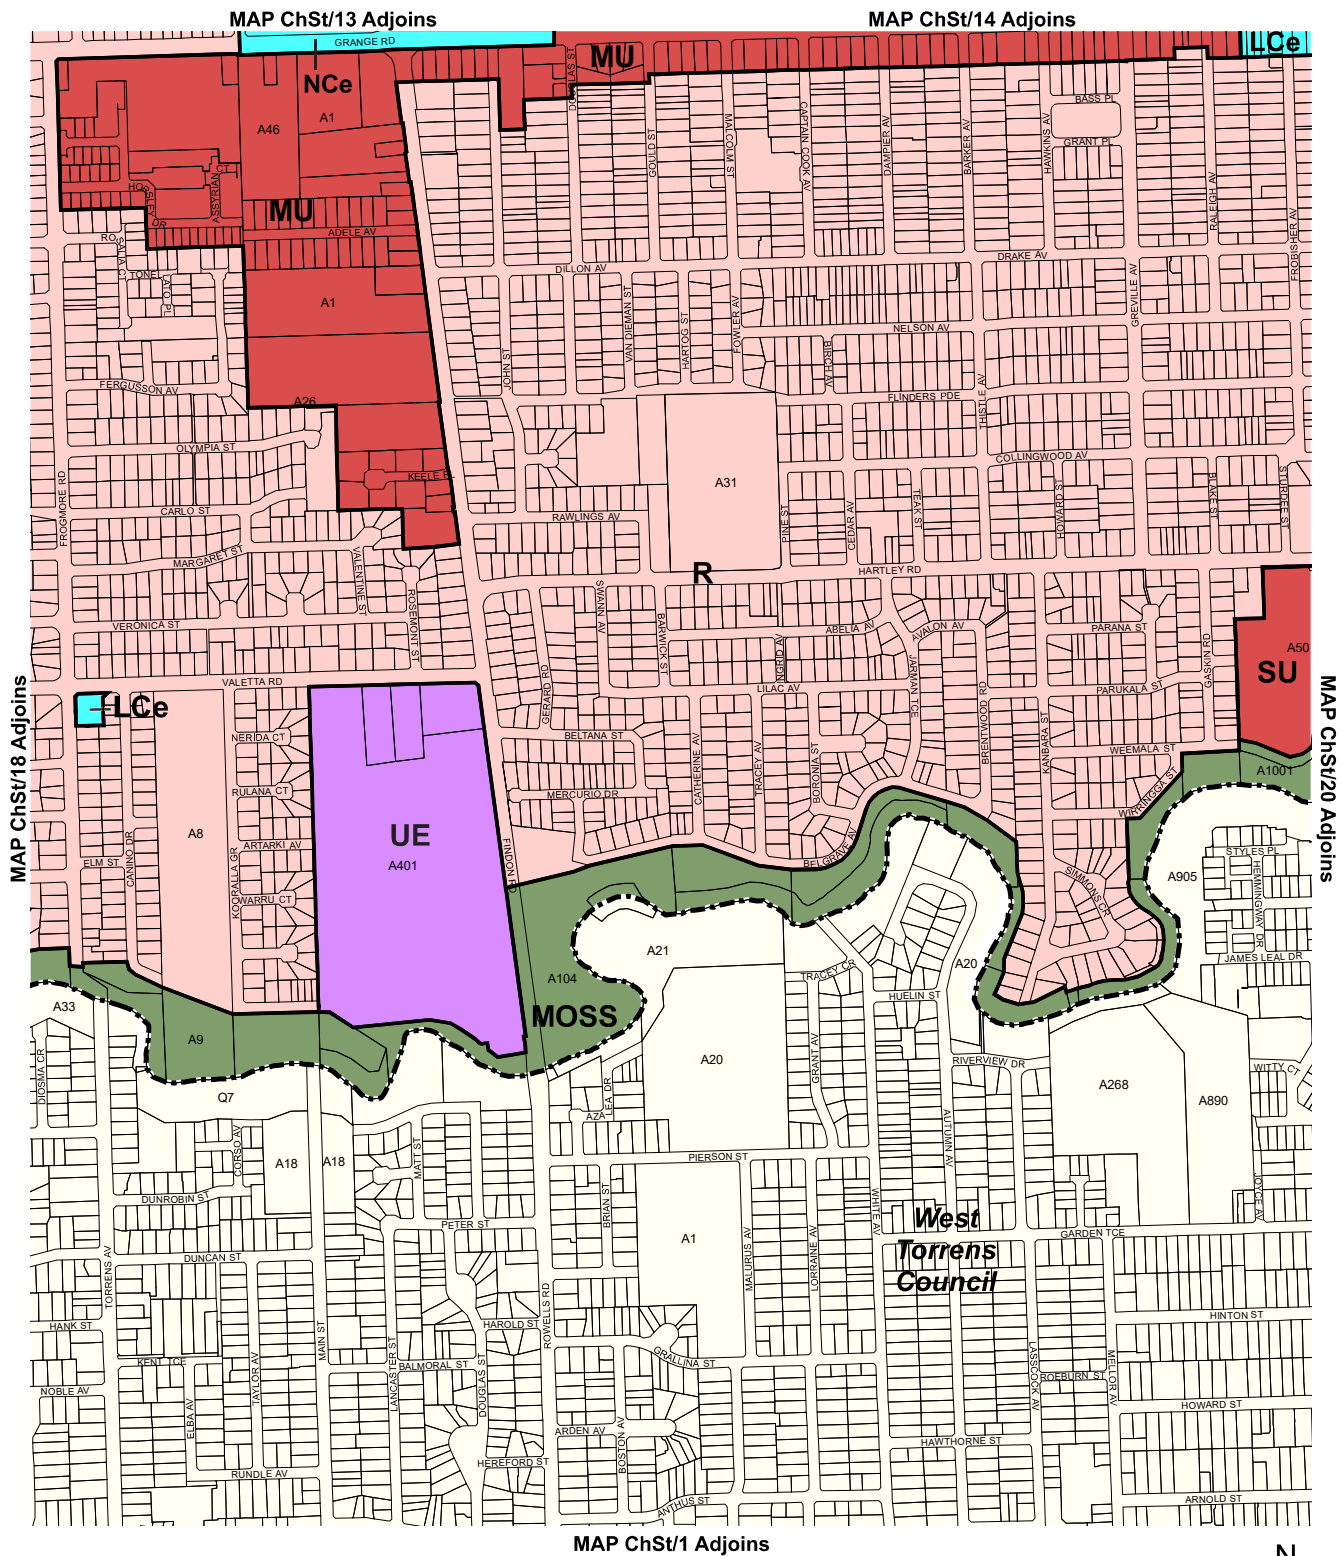 MAP ChSt/13 Adjoins
MAP ChSt/14 Adjoins
GRANGE RD
LCe
MU
NCe
DOUGLAS ST
BASS PL
A46
A1
GOULD ST
MALCOLM ST
CAPTAIN COOK AV
DAMPIER AV
BARKER AV
HAWKINS AV
GRANT PL
CT
HORSLEY DR
ASSYRIAN
MU
RALEIGH AV
FROBISHER AV
ADELE AV
RO
SALIA CT
TONEL
ATO PL
DILLON AV
DRAKE AV
A1
VAN DIEMAN ST
HARTOG ST
FOWLER AV
GREVILLE AV
NELSON AV
JOHN ST
BIRCH AV
FERGUSSON AV
A26
FLINDERS PDE
THISTLE AV
OLYMPIA ST
COLLINGWOOD AV
KEELE P
A31
FROGMORE RD
CARLO ST
RAWLINGS AV
PINE ST
CEDAR AV
TEAK ST
HOWARD ST
BLAKE ST
STURDEE ST
MARGARET ST
VALENTINE ST
R
HARTLEY RD
ROSEMONT ST
SWANN AV
BARWICK ST
VERONICA ST
INGRID AV
ABELIA AV
AVALON AV
PARANA ST
GASKIN RD
A50
SU
VALETTA RD
GERARD RD
LILAC AV
JARMAN TCE
BRENTWOOD RD
PARUKALA ST
MAP ChSt/18 Adjoins
MAP ChSt/20 Adjoins
LCe
NERIDA CT
BELTANA ST
CATHERINE AV
TRACEY AV
BORONIA ST
KANBARA ST
WEEMALA ST
A1001
RULANA CT
MERCURIO DR
WIRRINGGA ST
A8
UE
A401
ARTARKI AV
CANINO DR
ELM ST
KOORALLA GR
FINDON RD
BELGRAVE AV
STYLES PL
SIMMONS CR
A905
HEMMINGWAY DR
WARRU CT
A21
A20
JAMES LEAL DR
A104
TRACEY CR
HUELIN ST
A33
MOSS
A9
A20
GRANT AV
RIVERVIEW DR
DIOSMA CR
WITTY CT
A268
A890
Q7
AZA
LEA DR
AUTUMN AV
CORSO AV
A18
A18
MATT ST
PIERSON ST
DUNROBIN ST
BRIAN ST
WHITE AV
JOYCE AV
West
Torrens
Council
PETER ST
A1
MALURUS AV
LORRAINE AV
GARDEN TCE
DUNCAN ST
TORRENS AV
ROWELLS RD
HANK ST
MAIN ST
HAROLD ST
HINTON ST
KENT TCE
LANCASTER ST
BALMORAL ST
GRALLINA ST
NOBLE AV
TAYLOR AV
DOUGLAS ST
LASSCOCK AV
ROEBURN ST
MELLOR AV
HOWARD ST
ELBA AV
ARDEN AV
BOSTON AV
HAWTHORNE ST
RUNDLE AV
HEREFORD ST
ANTHUS ST
ARNOLD ST
MAP ChSt/1 Adjoins